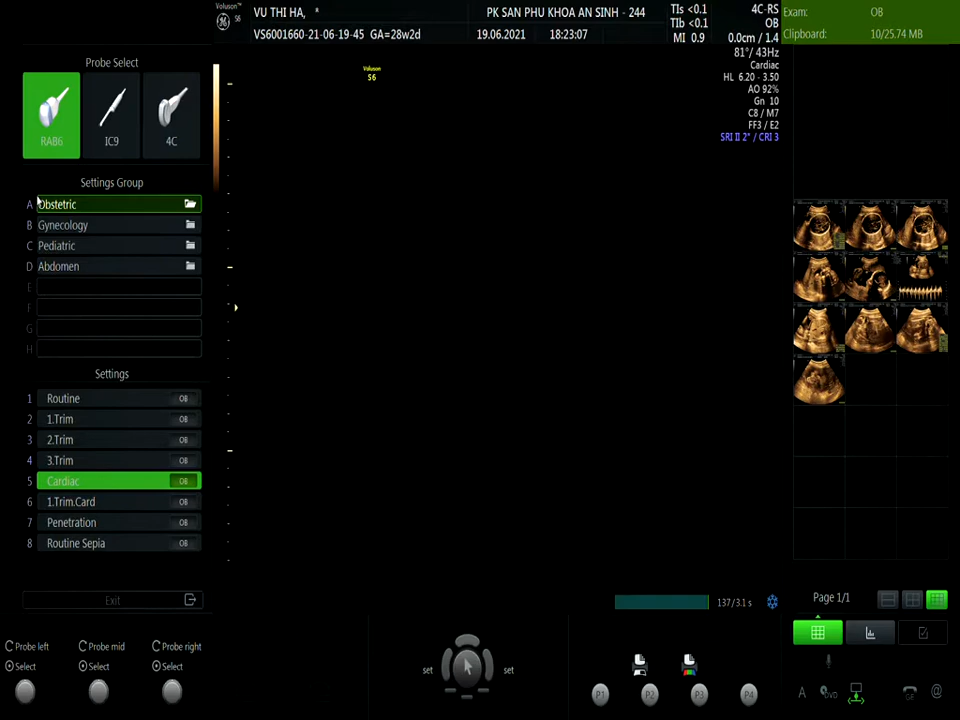 Voluson™
S6
VU THI HA, *
PK SAN PHU KHOA AN SINH - 244
VS6001660-21-06-19-45 GA=28w2d
19.06.2021
18:23:07
TIs <0.1
4C-RS
TIb <0.1
OB
MI 0.9
0.0cm / 1.4
81°/ 43Hz
Cardiac
HL 6.20 - 3.50
AO 92%
Gn 10
C8 / M7
FF3 / E2
SRI II 2* / CRI 3
Exam: OB
Clipboard: 10/25.74 MB
Voluson
S6
Probe Select
RAB6
IC9
4C
Settings Group
A Obstetric
B Gynecology
C Pediatric
D Abdomen
E
F
G
H
Settings
1 Routine OB
2 1.Trim OB
3 2.Trim OB
4 3.Trim OB
5 Cardiac OB
6 1.Trim.Card OB
7 Penetration OB
8 Routine Sepia OB
Exit
Probe left
Probe mid
Probe right
Select
Select
Select
set
set
137/3.1 s
P1
P2
P3
P4
Page 1/1
A
DVD
@